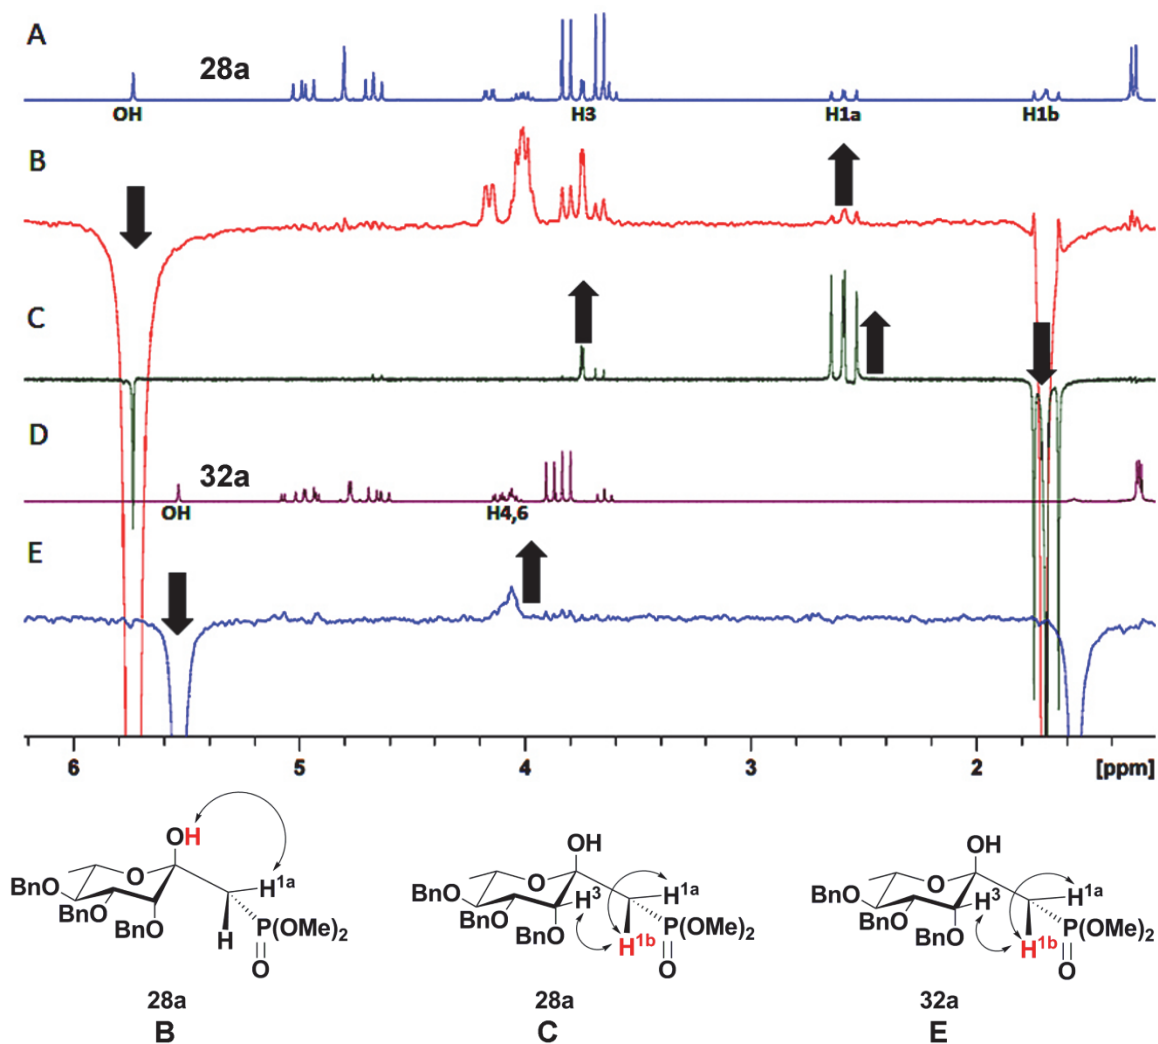 A
28a
OH
H3
H1a
H1b
B
C
D
32a
OH
H4,6
E
6
5
4
3
2
[ppm]
OH
O
H1a
BnO
BnO
BnO
H
P(OMe)2
O
28a
B
OH
O
H3
H1a
BnO
BnO
BnO
H1b
P(OMe)2
O
28a
C
OH
O
H3
H1a
BnO
BnO
BnO
H1b
P(OMe)2
O
32a
E